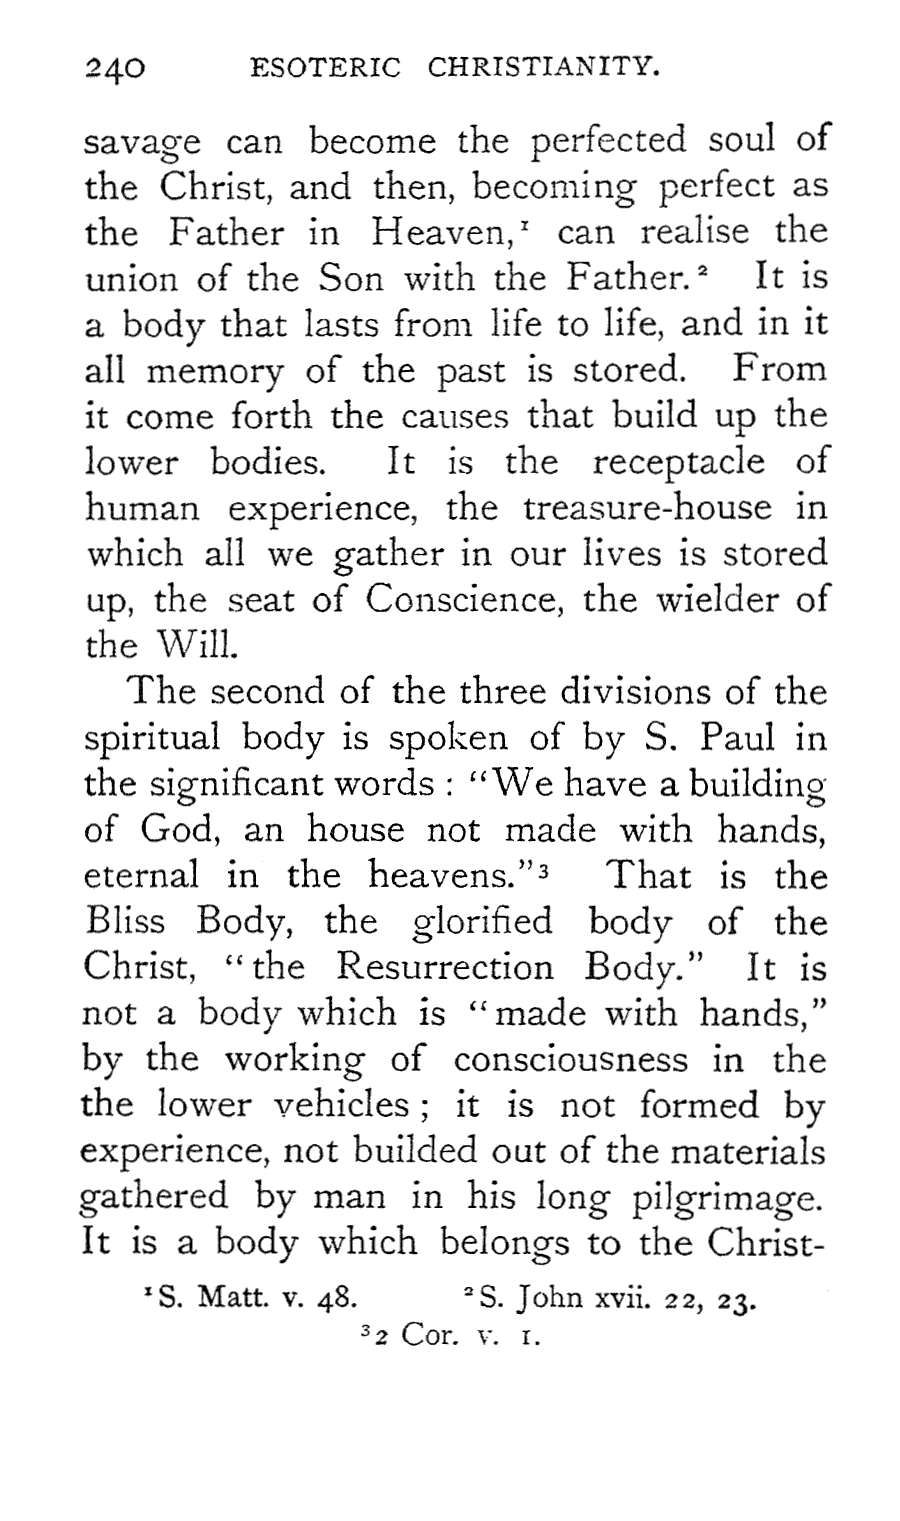 240 ESOTERIC CHRISTIANITY.
savage can become the perfected soul of
the Christ, and then, becoming perfect as
the Father in Heaven,¹ can realise the
union of the Son with the Father.² It is
a body that lasts from life to life, and in it
all memory of the past is stored. From
it come forth the causes that build up the
lower bodies. It is the receptacle of
human experience, the treasure-house in
which all we gather in our lives is stored
up, the seat of Conscience, the wielder of
the Will.
The second of the three divisions of the
spiritual body is spoken of by S. Paul in
the significant words : “We have a building
of God, an house not made with hands,
eternal in the heavens.”³ That is the
Bliss Body, the glorified body of the
Christ, “the Resurrection Body.” It is
not a body which is “made with hands,”
by the working of consciousness in the
the lower vehicles ; it is not formed by
experience, not builded out of the materials
gathered by man in his long pilgrimage.
It is a body which belongs to the Christ-
¹ S. Matt. v. 48. ² S. John xvii. 22, 23.
³ 2 Cor. v. 1.